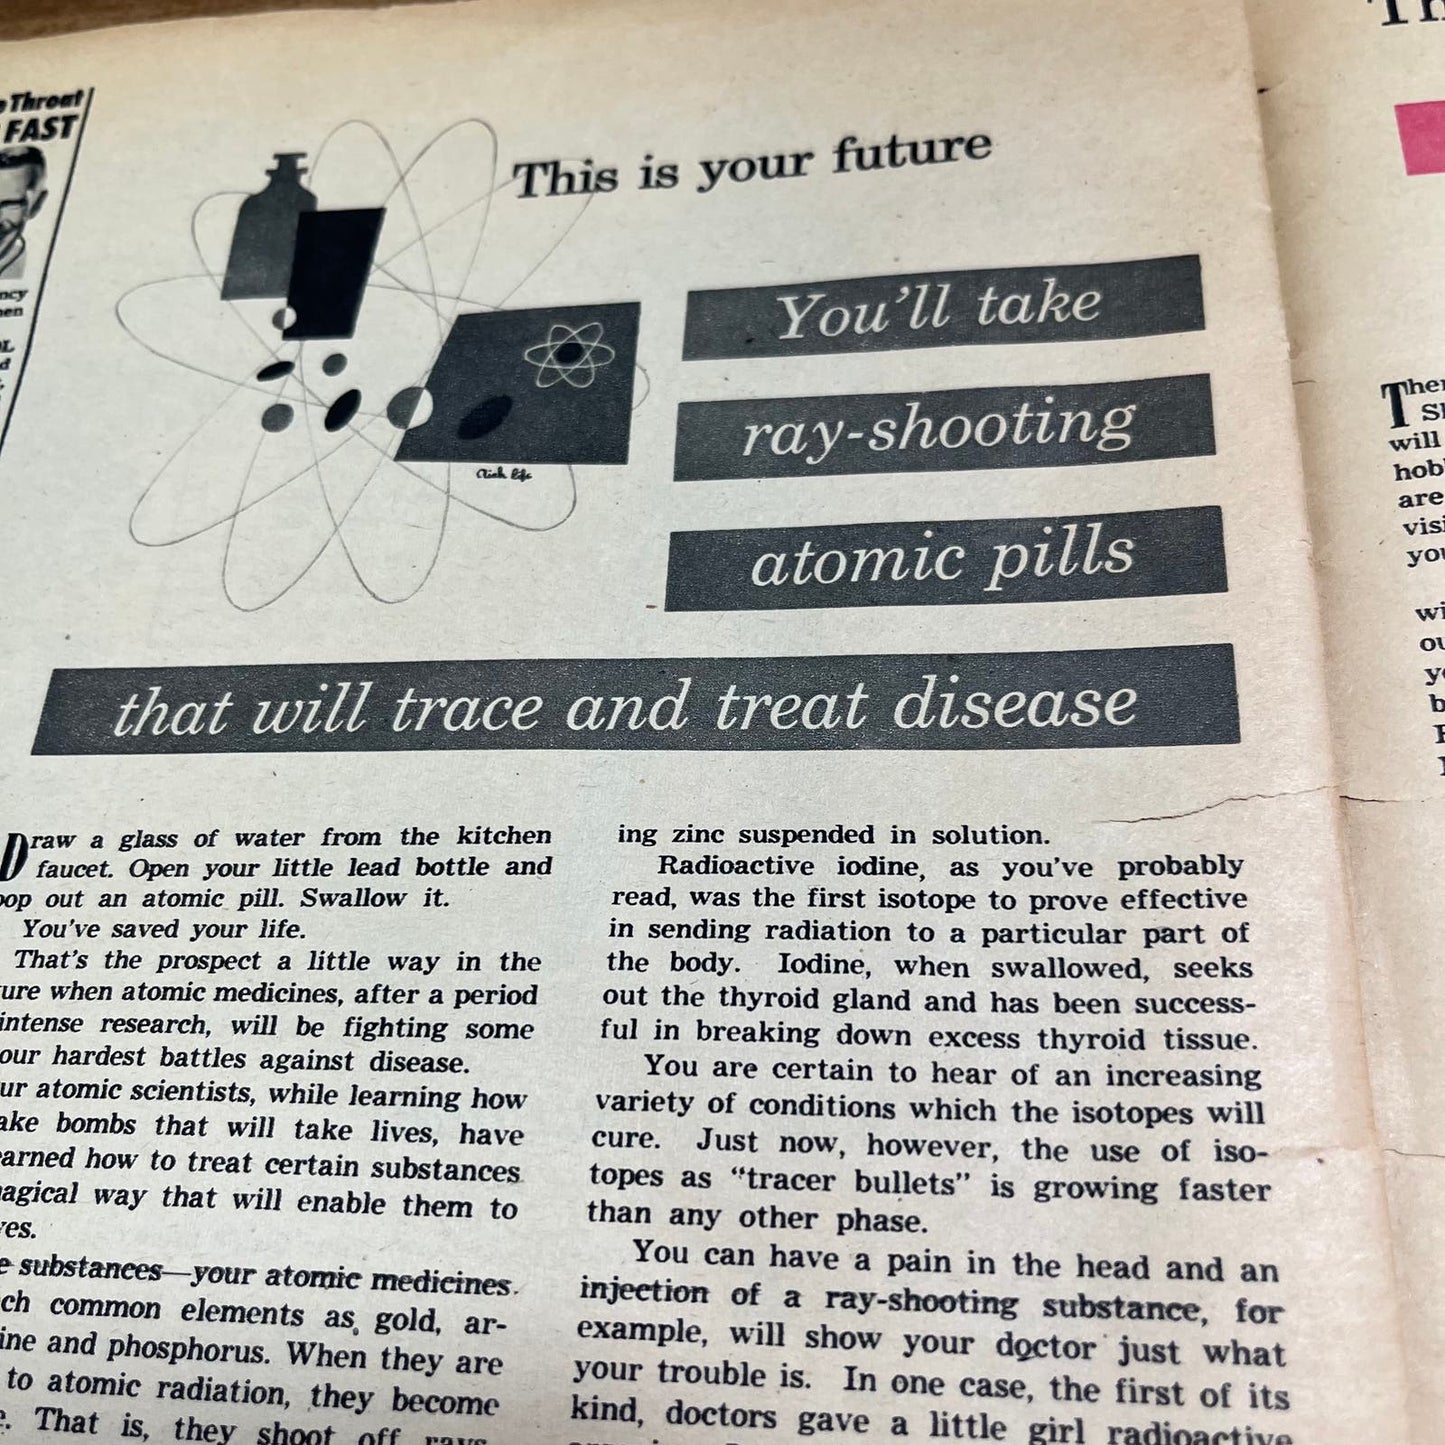 Throat
FAST
This is your future
You'll take
ray-shooting
atomic pills
that will trace and treat disease
Draw a glass of water from the kitchen
faucet. Open your little lead bottle and
out an atomic pill. Swallow it.
You've saved your life.
That's the prospect a little way in the
when atomic medicines, after a period
intense research, will be fighting some
our hardest battles against disease.
atomic scientists, while learning how
bombs that will take lives, have
how to treat certain substances
way that will enable them to
substances—your atomic medicines.
common elements as gold, ar-
and phosphorus. When they are
to atomic radiation, they become
That is, they shoot off rays
ing zinc suspended in solution.
Radioactive iodine, as you've probably
read, was the first isotope to prove effective
in sending radiation to a particular part of
the body. Iodine, when swallowed, seeks
out the thyroid gland and has been success-
ful in breaking down excess thyroid tissue.
You are certain to hear of an increasing
variety of conditions which the isotopes will
cure. Just now, however, the use of iso-
topes as "tracer bullets" is growing faster
than any other phase.
You can have a pain in the head and an
injection of a ray-shooting substance, for
example, will show your doctor just what
your trouble is. In one case, the first of its
kind, doctors gave a little girl radioactive
will
are